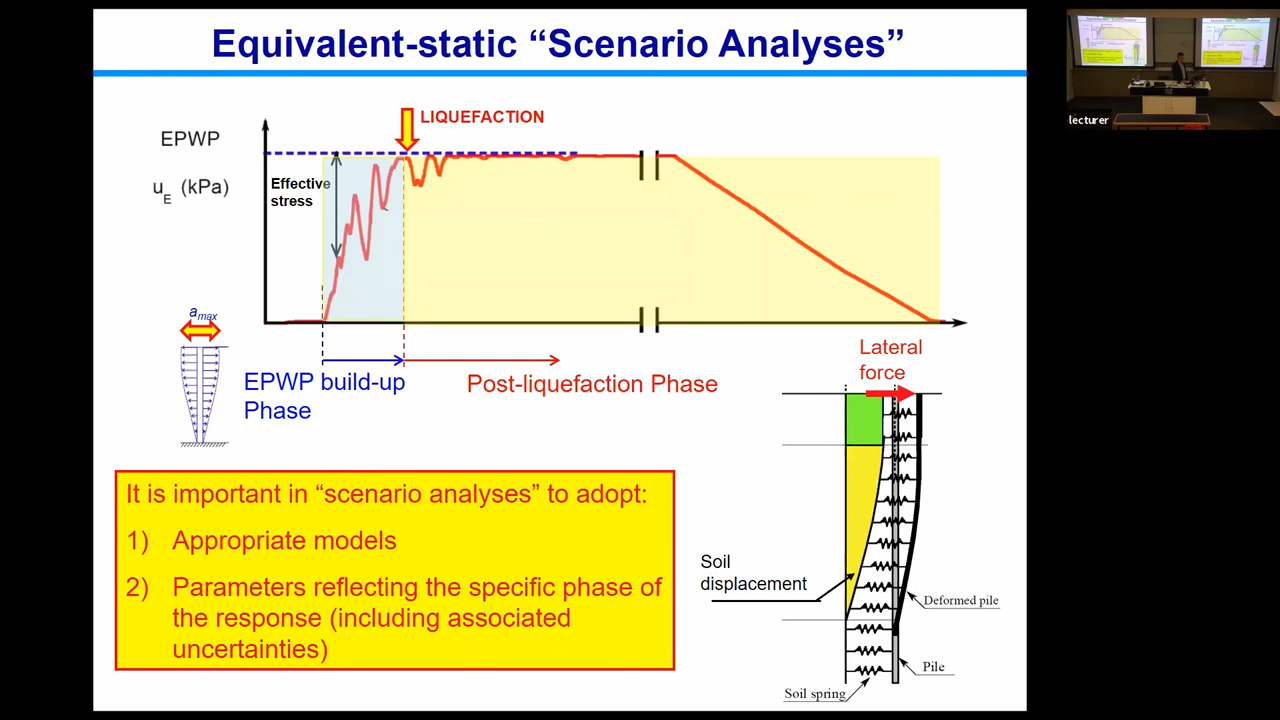 Equivalent-static “Scenario Analyses”
LIQUEFACTION
EPWP
uE (kPa)
Effective
stress
amax
EPWP build-up
Phase
Post-liquefaction Phase
Lateral
force
It is important in “scenario analyses” to adopt:
1) Appropriate models
2) Parameters reflecting the specific phase of
the response (including associated
uncertainties)
Soil
displacement
Deformed pile
Pile
Soil spring
lecturer